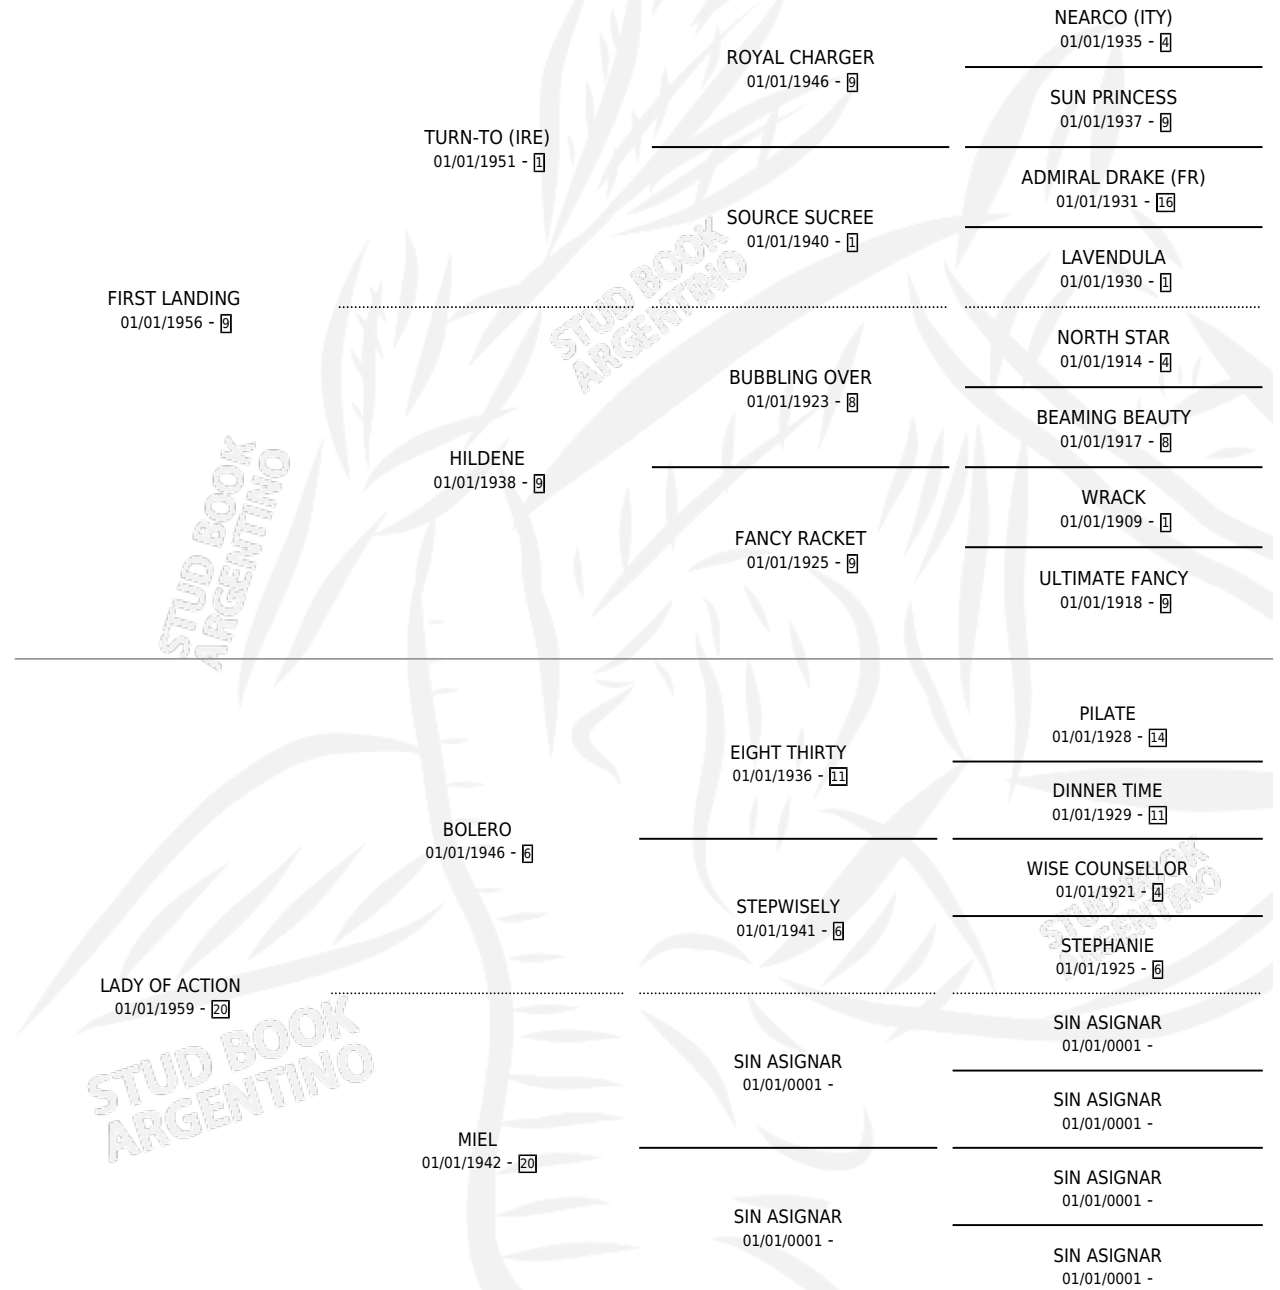 NEARCO (ITY)
01/01/1935 - 4
ROYAL CHARGER
01/01/1946 - 9
SUN PRINCESS
01/01/1937 - 9
TURN-TO (IRE)
01/01/1951 - 1
ADMIRAL DRAKE (FR)
01/01/1931 - 16
SOURCE SUCREE
01/01/1940 - 1
LAVENDULA
01/01/1930 - 1
FIRST LANDING
01/01/1956 - 9
NORTH STAR
01/01/1914 - 4
BUBBLING OVER
01/01/1923 - 8
BEAMING BEAUTY
01/01/1917 - 8
HILDENE
01/01/1938 - 9
WRACK
01/01/1909 - 1
FANCY RACKET
01/01/1925 - 9
ULTIMATE FANCY
01/01/1918 - 9
STUD BOOK
ARGENTINO
STUD BOOK
ARGENTINO
PILATE
01/01/1928 - 14
EIGHT THIRTY
01/01/1936 - 11
DINNER TIME
01/01/1929 - 11
BOLERO
01/01/1946 - 6
WISE COUNSELLOR
01/01/1921 - 4
STEPWISELY
01/01/1941 - 6
STEPHANIE
01/01/1925 - 6
LADY OF ACTION
01/01/1959 - 20
SIN ASIGNAR
01/01/0001 -
SIN ASIGNAR
01/01/0001 -
SIN ASIGNAR
01/01/0001 -
MIEL
01/01/1942 - 20
SIN ASIGNAR
01/01/0001 -
SIN ASIGNAR
01/01/0001 -
SIN ASIGNAR
01/01/0001 -
STUD BOOK
ARGENTINO
STUD BOOK
ARGENTINO